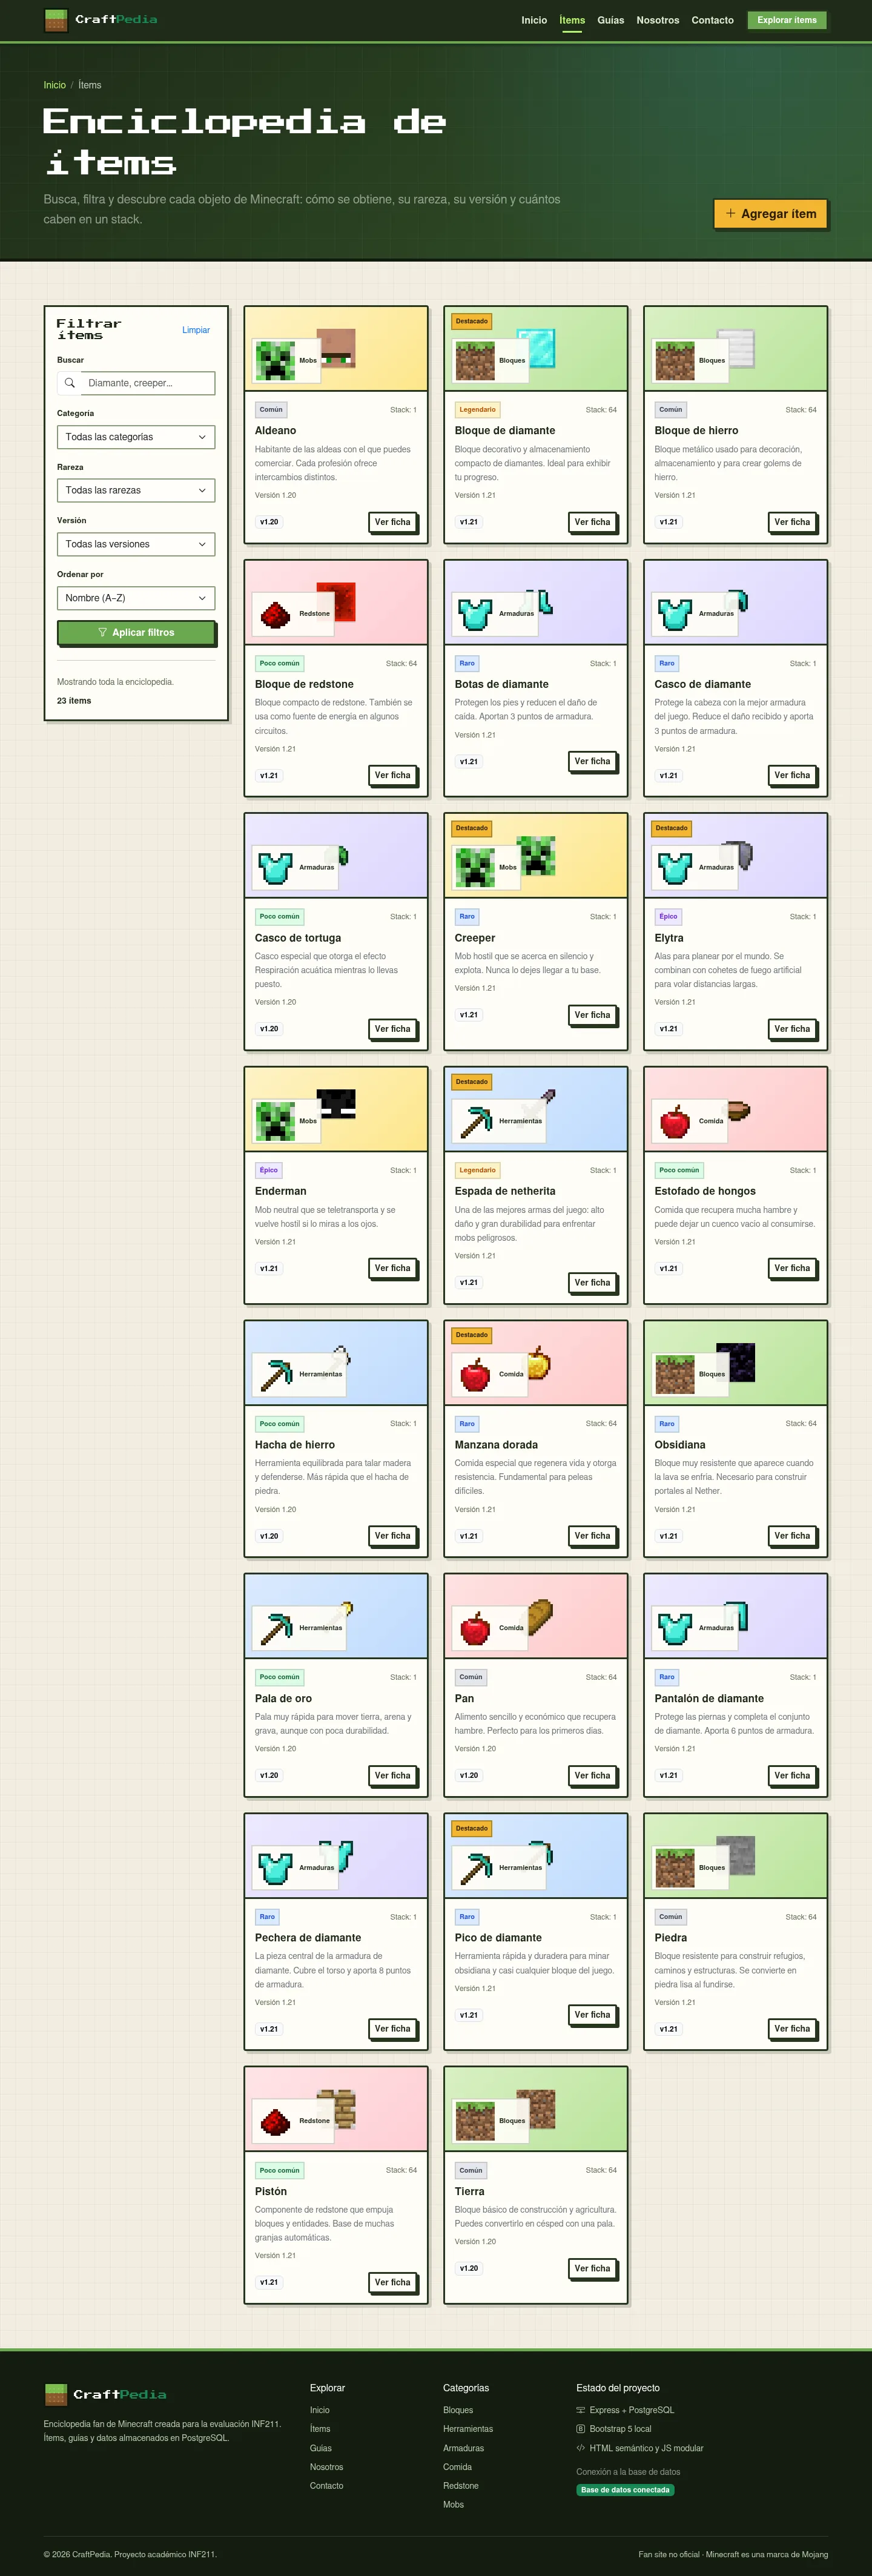 CraftPedia
Inicio Ítems Guías Nosotros Contacto Explorar ítems
Inicio / Ítems
Enciclopedia de
ítems
Busca, filtra y descubre cada objeto de Minecraft: cómo se obtiene, su rareza, su versión y cuántos
caben en un stack.
+ Agregar ítem
Filtrar
ítems
Limpiar
Buscar
Diamante, creeper...
Categoría
Todas las categorías
Rareza
Todas las rarezas
Versión
Todas las versiones
Ordenar por
Nombre (A–Z)
Aplicar filtros
Mostrando toda la enciclopedia.
23 ítems
Mobs
Común Stack: 1
Aldeano
Habitante de las aldeas con el que puedes
comerciar. Cada profesión ofrece
intercambios distintos.
Versión 1.20
v1.20 Ver ficha
Destacado
Bloques
Legendario Stack: 64
Bloque de diamante
Bloque decorativo y almacenamiento
compacto de diamantes. Ideal para exhibir
tu progreso.
Versión 1.21
v1.21 Ver ficha
Bloques
Común Stack: 64
Bloque de hierro
Bloque metálico usado para decoración,
almacenamiento y para crear golems de
hierro.
Versión 1.21
v1.21 Ver ficha
Redstone
Poco común Stack: 64
Bloque de redstone
Bloque compacto de redstone. También se
usa como fuente de energía en algunos
circuitos.
Versión 1.21
v1.21 Ver ficha
Armaduras
Raro Stack: 1
Botas de diamante
Protegen los pies y reducen el daño de
caída. Aportan 3 puntos de armadura.
Versión 1.21
v1.21 Ver ficha
Armaduras
Raro Stack: 1
Casco de diamante
Protege la cabeza con la mejor armadura
del juego. Reduce el daño recibido y aporta
3 puntos de armadura.
Versión 1.21
v1.21 Ver ficha
Armaduras
Poco común Stack: 1
Casco de tortuga
Casco especial que otorga el efecto
Respiración acuática mientras lo llevas
puesto.
Versión 1.20
v1.20 Ver ficha
Destacado
Mobs
Raro Stack: 1
Creeper
Mob hostil que se acerca en silencio y
explota. Nunca lo dejes llegar a tu base.
Versión 1.21
v1.21 Ver ficha
Destacado
Armaduras
Épico Stack: 1
Elytra
Alas para planear por el mundo. Se
combinan con cohetes de fuego artificial
para volar distancias largas.
Versión 1.21
v1.21 Ver ficha
Mobs
Épico Stack: 1
Enderman
Mob neutral que se teletransporta y se
vuelve hostil si lo miras a los ojos.
Versión 1.21
v1.21 Ver ficha
Destacado
Herramientas
Legendario Stack: 1
Espada de netherita
Una de las mejores armas del juego: alto
daño y gran durabilidad para enfrentar
mobs peligrosos.
Versión 1.21
v1.21 Ver ficha
Comida
Poco común Stack: 1
Estofado de hongos
Comida que recupera mucha hambre y
puede dejar un cuenco vacío al consumirse.
Versión 1.21
v1.21 Ver ficha
Herramientas
Poco común Stack: 1
Hacha de hierro
Herramienta equilibrada para talar madera
y defenderse. Más rápida que el hacha de
piedra.
Versión 1.20
v1.20 Ver ficha
Destacado
Comida
Raro Stack: 64
Manzana dorada
Comida especial que regenera vida y otorga
resistencia. Fundamental para peleas
difíciles.
Versión 1.21
v1.21 Ver ficha
Bloques
Raro Stack: 64
Obsidiana
Bloque muy resistente que aparece cuando
la lava se enfría. Necesario para construir
portales al Nether.
Versión 1.21
v1.21 Ver ficha
Herramientas
Poco común Stack: 1
Pala de oro
Pala muy rápida para mover tierra, arena y
grava, aunque con poca durabilidad.
Versión 1.20
v1.20 Ver ficha
Comida
Común Stack: 64
Pan
Alimento sencillo y económico que recupera
hambre. Perfecto para los primeros días.
Versión 1.20
v1.20 Ver ficha
Armaduras
Raro Stack: 1
Pantalón de diamante
Protege las piernas y completa el conjunto
de diamante. Aporta 6 puntos de armadura.
Versión 1.21
v1.21 Ver ficha
Armaduras
Raro Stack: 1
Pechera de diamante
La pieza central de la armadura de
diamante. Cubre el torso y aporta 8 puntos
de armadura.
Versión 1.21
v1.21 Ver ficha
Destacado
Herramientas
Raro Stack: 1
Pico de diamante
Herramienta rápida y duradera para minar
obsidiana y casi cualquier bloque del juego.
Versión 1.21
v1.21 Ver ficha
Bloques
Común Stack: 64
Piedra
Bloque resistente para construir refugios,
caminos y estructuras. Se convierte en
piedra lisa al fundirse.
Versión 1.21
v1.21 Ver ficha
Redstone
Poco común Stack: 64
Pistón
Componente de redstone que empuja
bloques y entidades. Base de muchas
granjas automáticas.
Versión 1.21
v1.21 Ver ficha
Bloques
Común Stack: 64
Tierra
Bloque básico de construcción y agricultura.
Puedes convertirlo en césped con una pala.
Versión 1.20
v1.20 Ver ficha
CraftPedia
Enciclopedia fan de Minecraft creada para la evaluación INF211.
Ítems, guías y datos almacenados en PostgreSQL.
Explorar
Inicio
Ítems
Guías
Nosotros
Contacto
Categorías
Bloques
Herramientas
Armaduras
Comida
Redstone
Mobs
Estado del proyecto
Express + PostgreSQL
Bootstrap 5 local
HTML semántico y JS modular
Conexión a la base de datos
Base de datos conectada
© 2026 CraftPedia. Proyecto académico INF211.
Fan site no oficial · Minecraft es una marca de Mojang